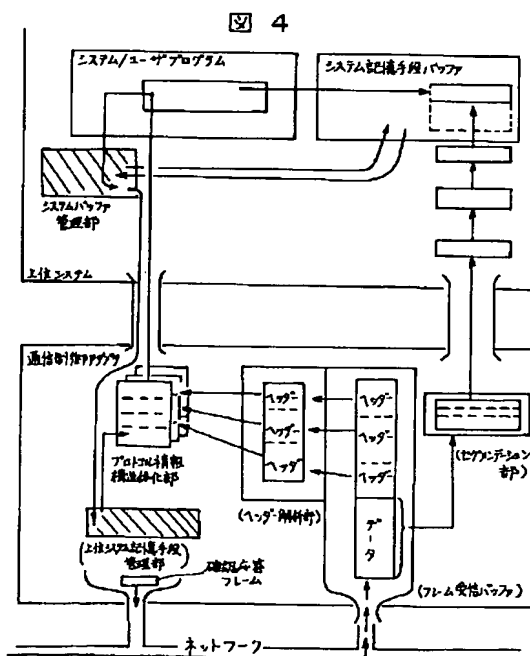 図 4
システム/ユーザプログラム
システム記憶手段バッファ
システムバッファ
管理部
上位システム
通信制御アダプタ
ヘッダー
ヘッダー
ヘッダ
ヘッダー
ヘッダー
ヘッダ
プロトコル情報
構造体化部
(ヘッダー解釈部)
データ
(セグメンテーション
部)
(上位システム記憶手段
管理部)
確認応答
フレーム
(フレーム受信バッファ)
ネットワーク